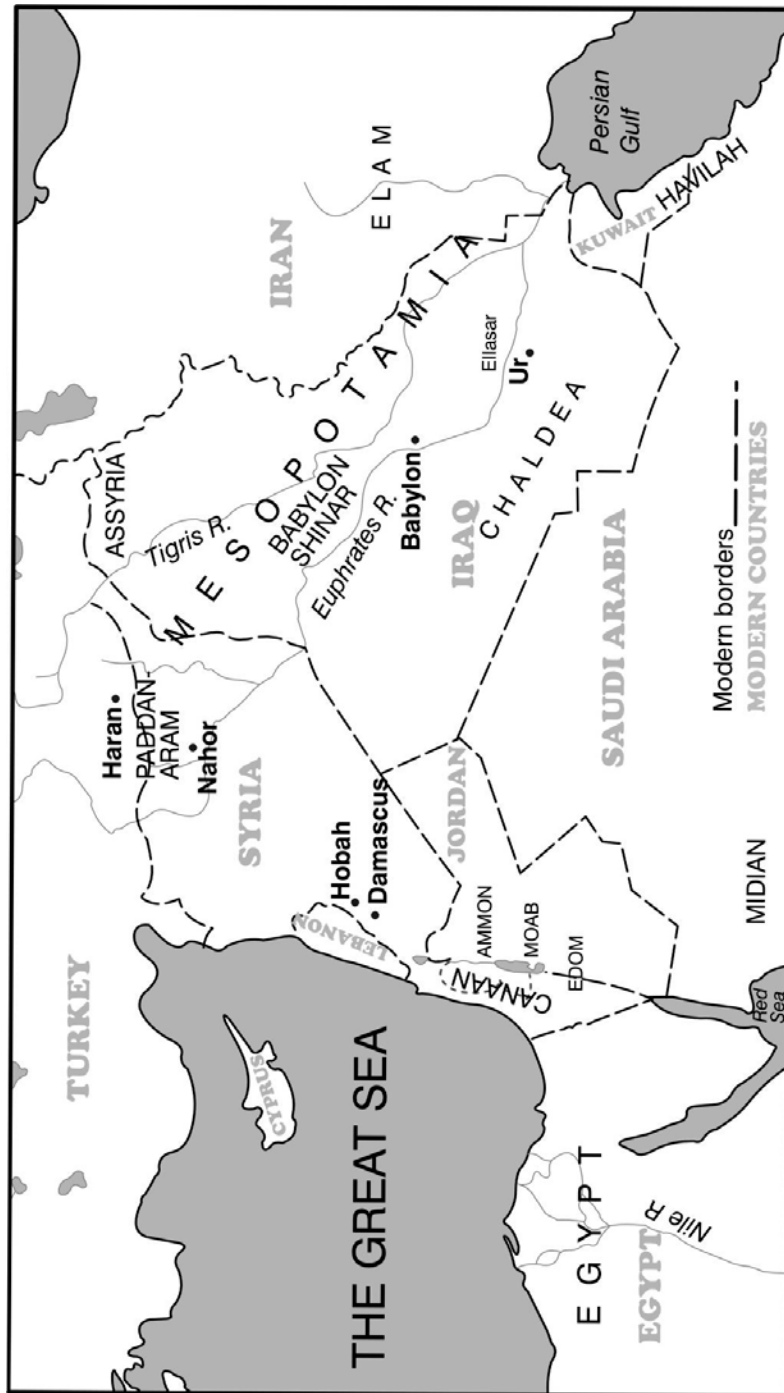 TURKEY
CYPRUS
THE GREAT SEA
EGYPT
E G Y P T
Nile R
Haran
PADDAN-
ARAM
Nahor
SYRIA
LEBANON
Hobah
Damascus
CANAAN
AMMON
MOAB
EDOM
JORDAN
Red
Sea
MIDIAN
ASSYRIA
Tigris R.
MESOPOTAMIA
BABYLON
SHINAR
Euphrates R.
Babylon
IRAQ
CHALDEA
Ellasar
Ur
IRAN
ELAM
Persian
Gulf
KUWAIT
HAVILAH
SAUDI ARABIA
Modern borders
MODERN COUNTRIES